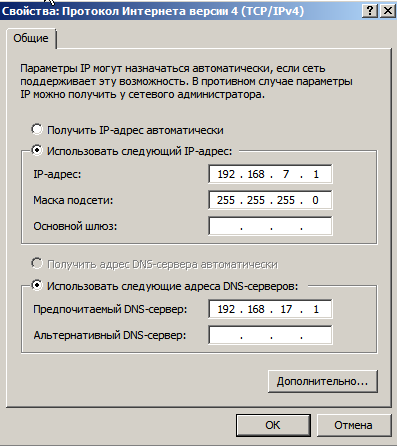 Свойства: Протокол Интернета версии 4 (TCP/IPv4)
Общие
Параметры IP могут назначаться автоматически, если сеть
поддерживает эту возможность. В противном случае параметры
IP можно получить у сетевого администратора.
Получить IP-адрес автоматически
Использовать следующий IP-адрес:
IP-адрес: 192 . 168 . 7 . 1
Маска подсети: 255 . 255 . 255 . 0
Основной шлюз: . . .
Получить адрес DNS-сервера автоматически
Использовать следующие адреса DNS-серверов:
Предпочитаемый DNS-сервер: 192 . 168 . 17 . 1
Альтернативный DNS-сервер: . . .
Дополнительно...
ОК Отмена